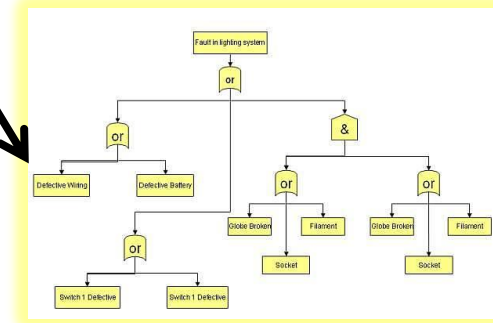 Fault in lighting system
or
or
&
Defective Wiring
Defective Battery
or
or
Globe Broken
Filament
Globe Broken
Filament
or
Socket
Socket
Switch 1 Defective
Switch 1 Defective